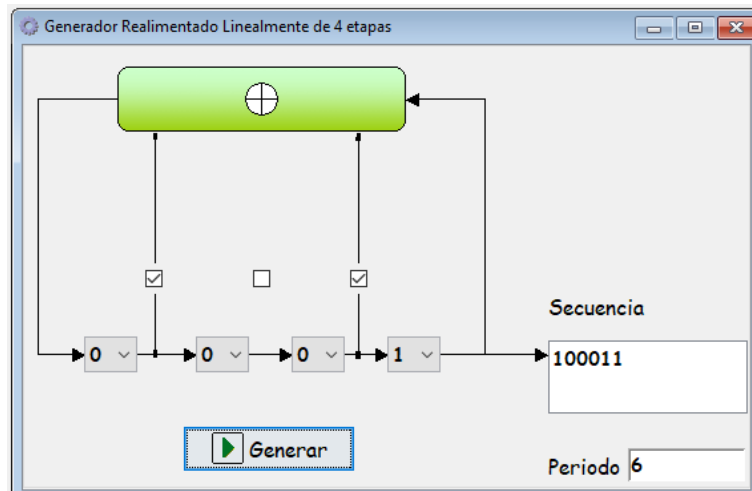 Generador Realimentado Linealmente de 4 etapas
0 0 0 1
Secuencia
100011
Generar
Periodo 6